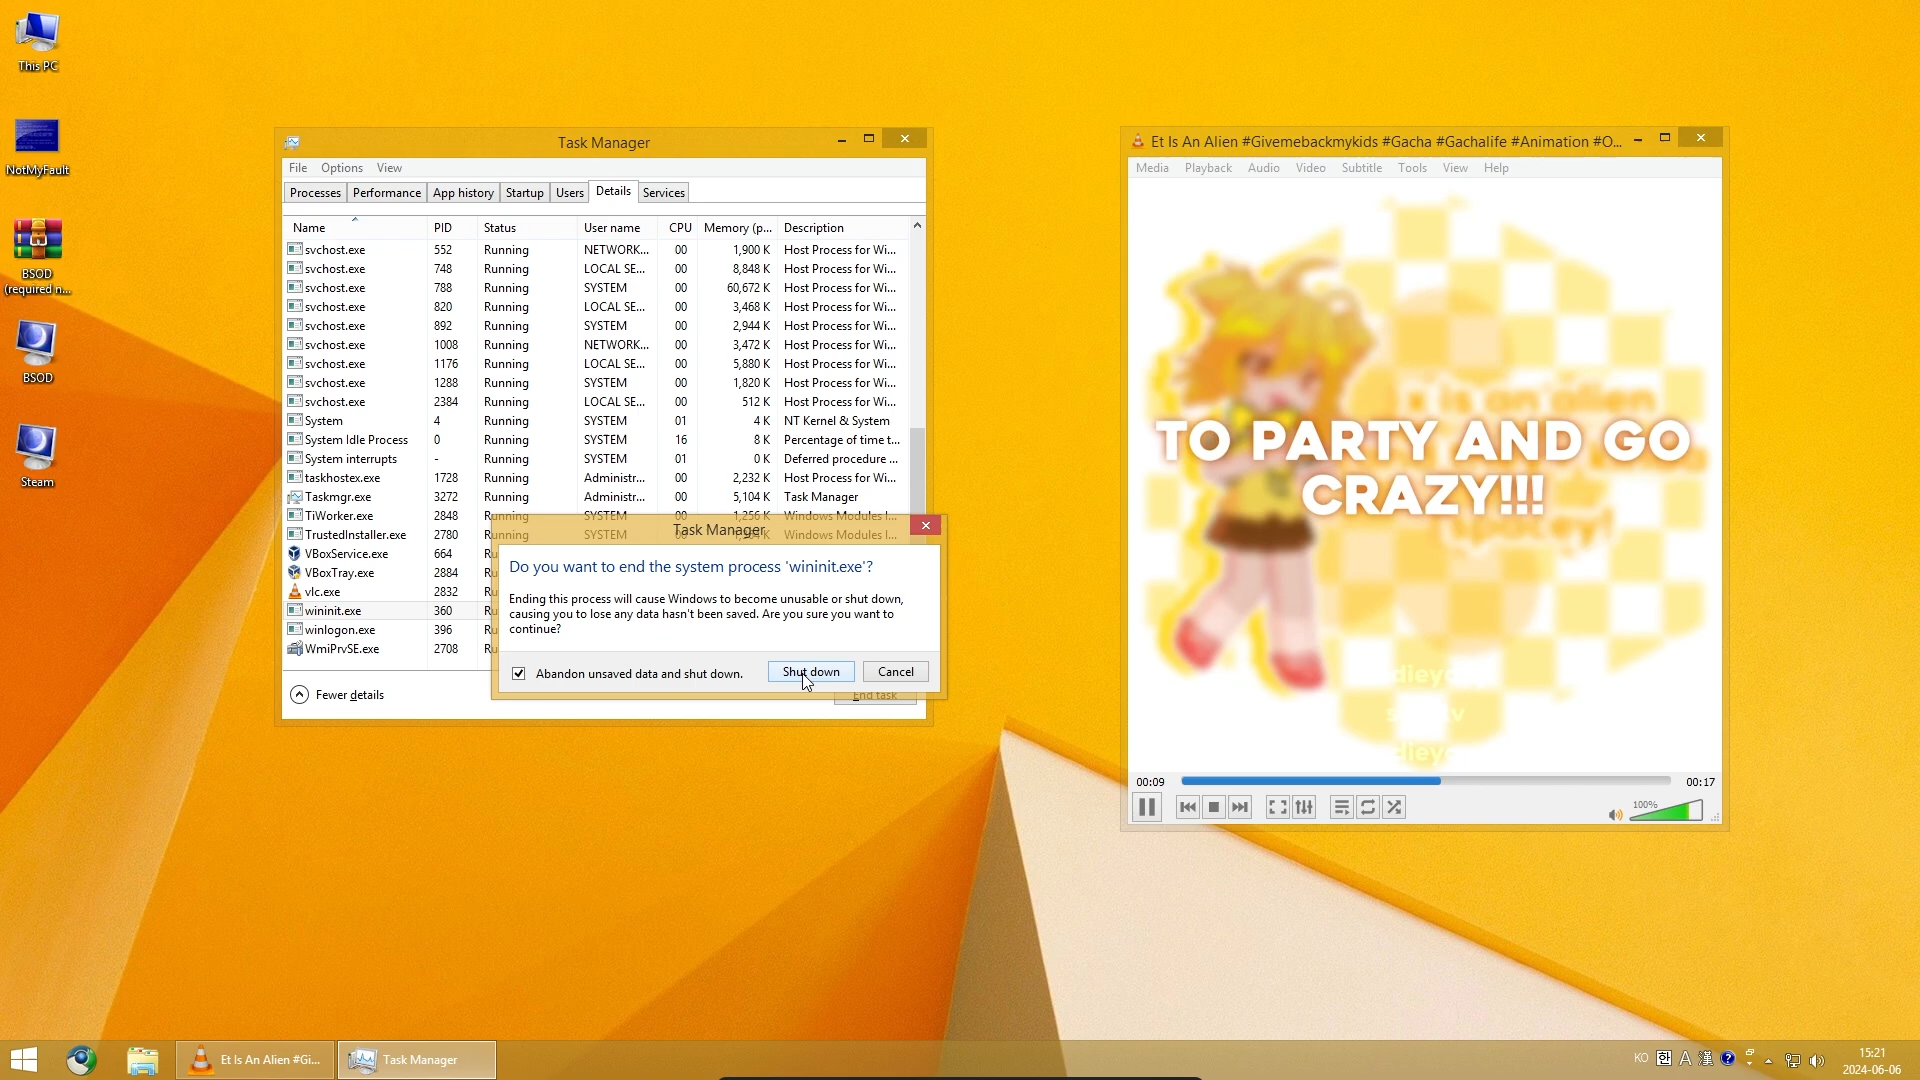 This PC
NotMyFault
BSOD
(required n...
BSOD
Steam
Task Manager
File Options View
Processes Performance App history Startup Users Details Services
Name PID Status User name CPU Memory (p... Description
svchost.exe 552 Running NETWORK... 00 1,900 K Host Process for Wi...
svchost.exe 748 Running LOCAL SE... 00 8,848 K Host Process for Wi...
svchost.exe 788 Running SYSTEM 00 60,672 K Host Process for Wi...
svchost.exe 820 Running LOCAL SE... 00 3,468 K Host Process for Wi...
svchost.exe 892 Running SYSTEM 00 2,944 K Host Process for Wi...
svchost.exe 1008 Running NETWORK... 00 3,472 K Host Process for Wi...
svchost.exe 1176 Running LOCAL SE... 00 5,880 K Host Process for Wi...
svchost.exe 1288 Running SYSTEM 00 1,820 K Host Process for Wi...
svchost.exe 2384 Running LOCAL SE... 00 512 K Host Process for Wi...
System 4 Running SYSTEM 01 4 K NT Kernel & System
System Idle Process 0 Running SYSTEM 16 8 K Percentage of time t...
System interrupts - Running SYSTEM 01 0 K Deferred procedure ...
taskhostex.exe 1728 Running Administr... 00 2,232 K Host Process for Wi...
Taskmgr.exe 3272 Running Administr... 00 5,104 K Task Manager
TiWorker.exe 2848 Running SYSTEM 00 1,256 K Windows Modules I...
TrustedInstaller.exe 2780 Running SYSTEM Windows Modules I...
VBoxService.exe 664 Ru
VBoxTray.exe 2884 Ru
vlc.exe 2832 Ru
wininit.exe 360 Ru
winlogon.exe 396 Ru
WmiPrvSE.exe 2708 Ru
Fewer details
End task
Task Manager
Do you want to end the system process 'wininit.exe'?
Ending this process will cause Windows to become unusable or shut down,
causing you to lose any data hasn't been saved. Are you sure you want to
continue?
Abandon unsaved data and shut down. Shut down Cancel
Et Is An Alien #Givemebackmykids #Gacha #Gachalife #Animation #O...
Media Playback Audio Video Subtitle Tools View Help
x is an alien
TO PARTY AND GO
CRAZY!!!
spacey!
00:09 00:17
100%
Et Is An Alien #Gi... Task Manager
KO 한 A 漢 15:21
2024-06-06